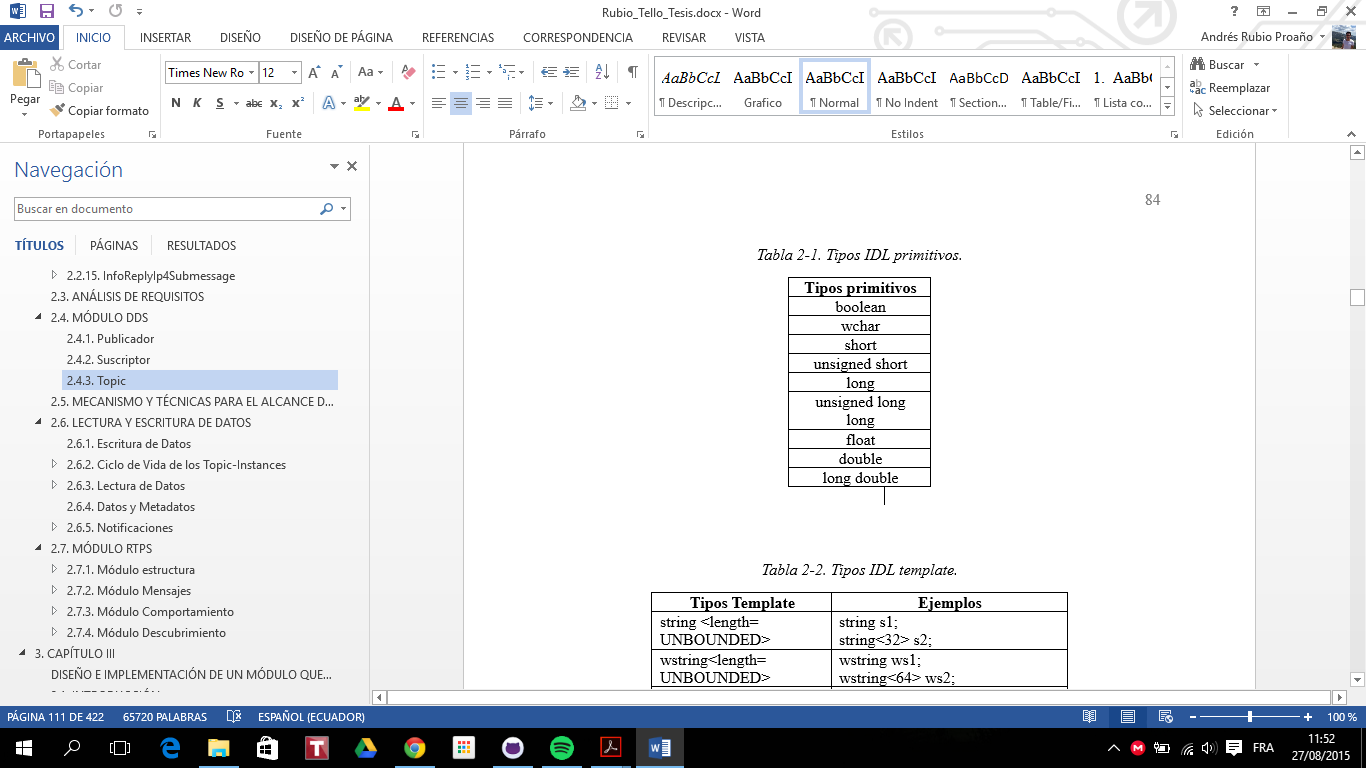 Rubio_Tello_Tesis.docx - Word
ARCHIVO INICIO INSERTAR DISEÑO DISEÑO DE PÁGINA REFERENCIAS CORRESPONDENCIA REVISAR VISTA Andrés Rubio Proaño
Pegar
Cortar
Copiar
Copiar formato
Portapapeles
Times New Ro 12
N K S abc x₂ x²
Fuente
Párrafo
AaBbCcI AaBbCcI AaBbCcI AaBbCcI AaBbCcD AaBbCcI 1. AaBb(
¶ Descripc... Grafico ¶ Normal ¶ No Indent ¶ Section... ¶ Table/Fi... ¶ Lista co...
Estilos
Buscar
Reemplazar
Seleccionar
Edición
Navegación
Buscar en documento
TÍTULOS PÁGINAS RESULTADOS
2.2.15. InfoReplyIp4Submessage
2.3. ANÁLISIS DE REQUISITOS
2.4. MÓDULO DDS
2.4.1. Publicador
2.4.2. Suscriptor
2.4.3. Topic
2.5. MECANISMO Y TÉCNICAS PARA EL ALCANCE D...
2.6. LECTURA Y ESCRITURA DE DATOS
2.6.1. Escritura de Datos
2.6.2. Ciclo de Vida de los Topic-Instances
2.6.3. Lectura de Datos
2.6.4. Datos y Metadatos
2.6.5. Notificaciones
2.7. MÓDULO RTPS
2.7.1. Módulo estructura
2.7.2. Módulo Mensajes
2.7.3. Módulo Comportamiento
2.7.4. Módulo Descubrimiento
3. CAPÍTULO III
DISEÑO E IMPLEMENTACIÓN DE UN MÓDULO QUE...
84
Tabla 2-1. Tipos IDL primitivos.
Tipos primitivos
boolean
wchar
short
unsigned short
long
unsigned long
long
float
double
long double
Tabla 2-2. Tipos IDL template.
Tipos Template Ejemplos
string <length= string s1;
UNBOUNDED> string<32> s2;
wstring<length= wstring ws1;
UNBOUNDED> wstring<64> ws2;
PÁGINA 111 DE 422 65720 PALABRAS ESPAÑOL (ECUADOR) 100 %
FRA
11:52
27/08/2015